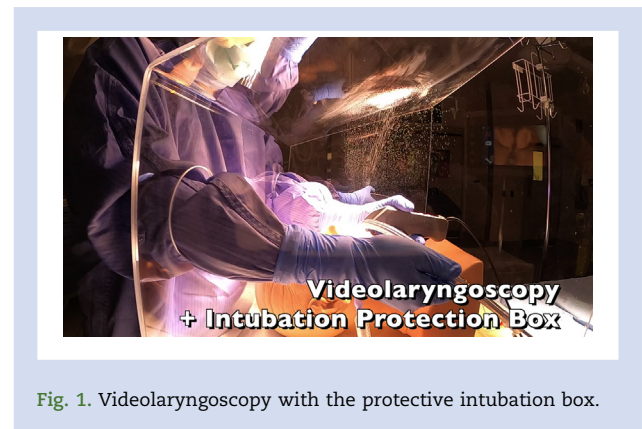 Videolaryngoscopy
+ Intubation Protection Box
Fig. 1. Videolaryngoscopy with the protective intubation box.